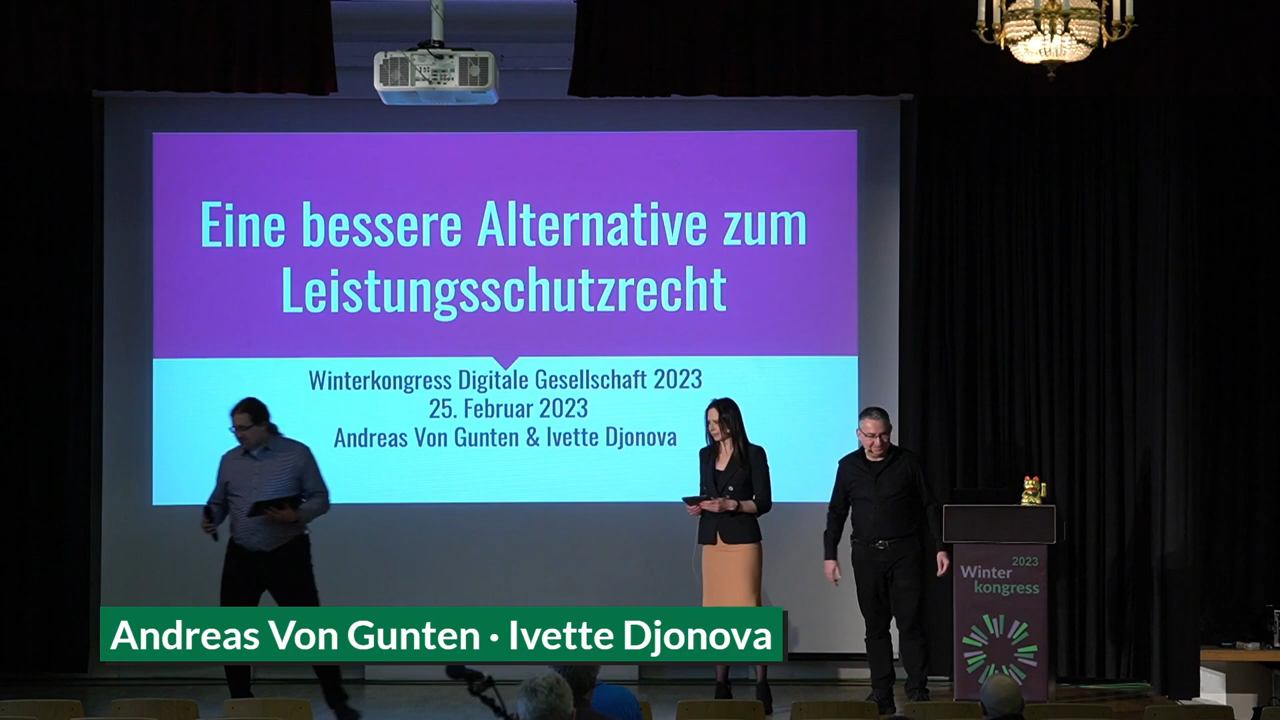 Eine bessere Alternative zum
Leistungsschutzrecht
Winterkongress Digitale Gesellschaft 2023
25. Februar 2023
Andreas Von Gunten & Ivette Djonova
2023
Winter
kongress
Andreas Von Gunten · Ivette Djonova